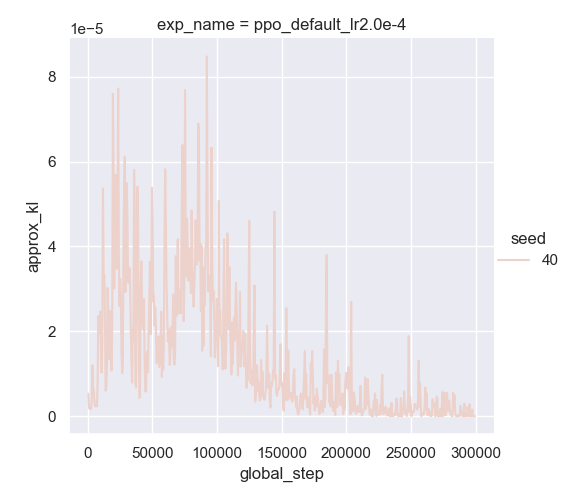 exp_name = ppo_default_lr2.0e-4
1e−5
8
6
4
2
0
approx_kl
0 50000 100000 150000 200000 250000 300000
global_step
seed
40